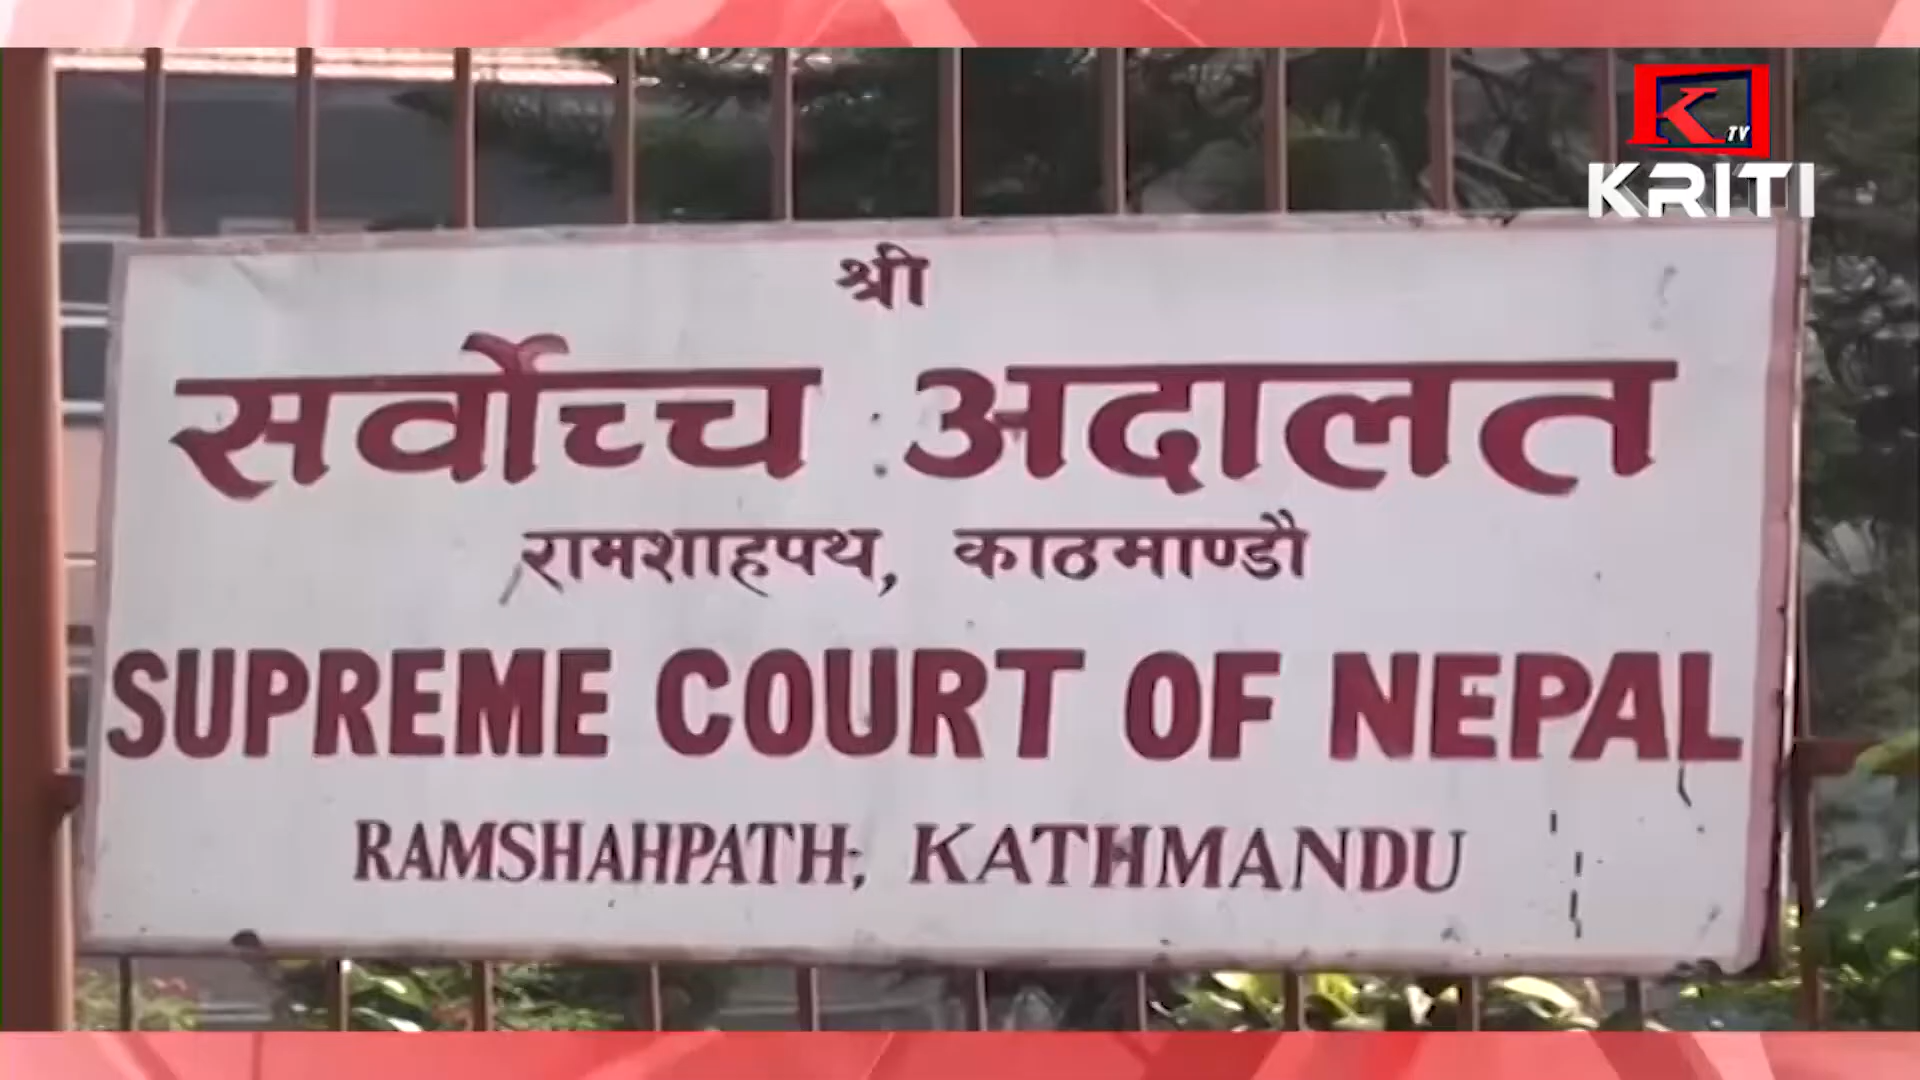 K TV
KRITI
श्री
सर्वोच्च अदालत
रामशाहपथ, काठमाण्डौ
SUPREME COURT OF NEPAL
RAMSHAHPATH, KATHMANDU